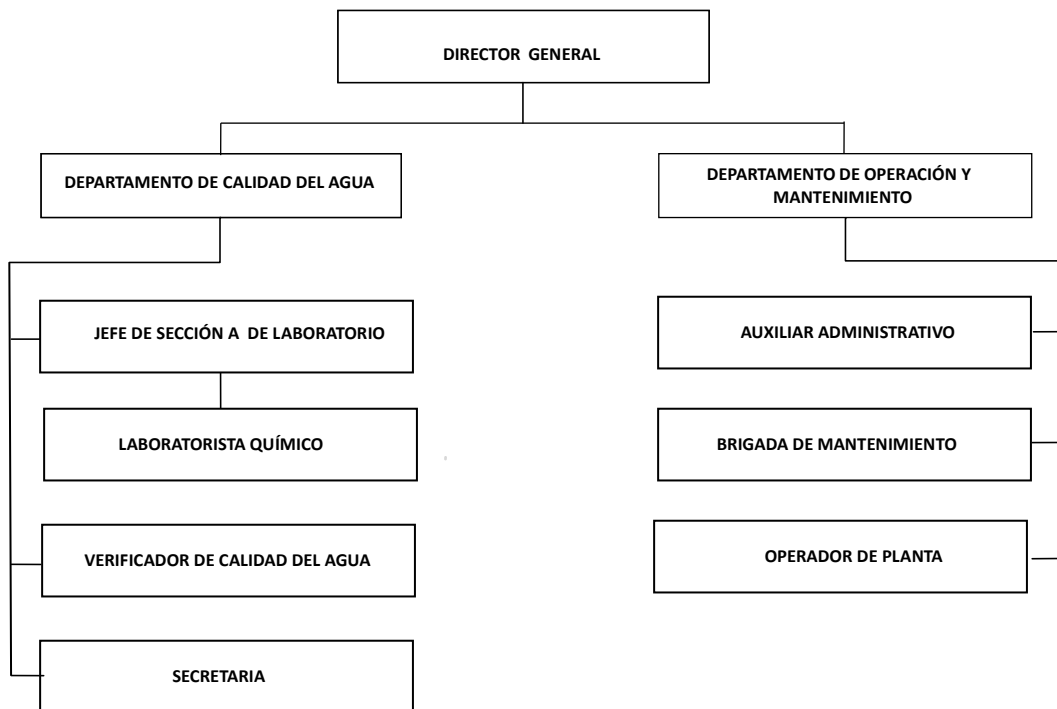 DIRECTOR GENERAL
DEPARTAMENTO DE CALIDAD DEL AGUA
DEPARTAMENTO DE OPERACIÓN Y
MANTENIMIENTO
JEFE DE SECCIÓN A DE LABORATORIO
LABORATORISTA QUÍMICO
VERIFICADOR DE CALIDAD DEL AGUA
SECRETARIA
AUXILIAR ADMINISTRATIVO
BRIGADA DE MANTENIMIENTO
OPERADOR DE PLANTA